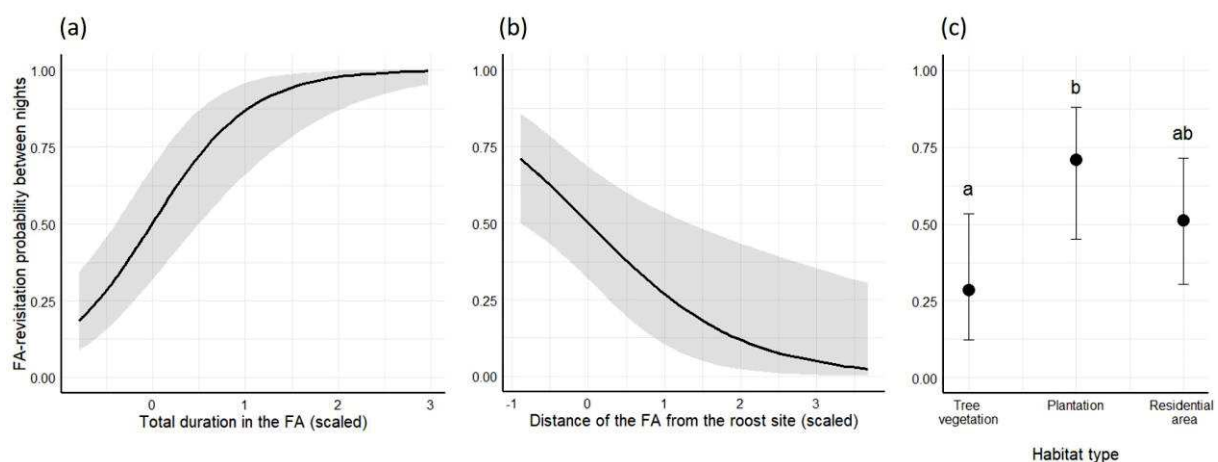 (a)
(b)
(c)
FA-revisitation probability between nights
1.00
0.75
0.50
0.25
0.00
0
1
2
3
Total duration in the FA (scaled)
1.00
0.75
0.50
0.25
0.00
-1
0
1
2
3
Distance of the FA from the roost site (scaled)
1.00
0.75
0.50
0.25
0.00
a
b
ab
Tree
vegetation
Plantation
Residential
area
Habitat type